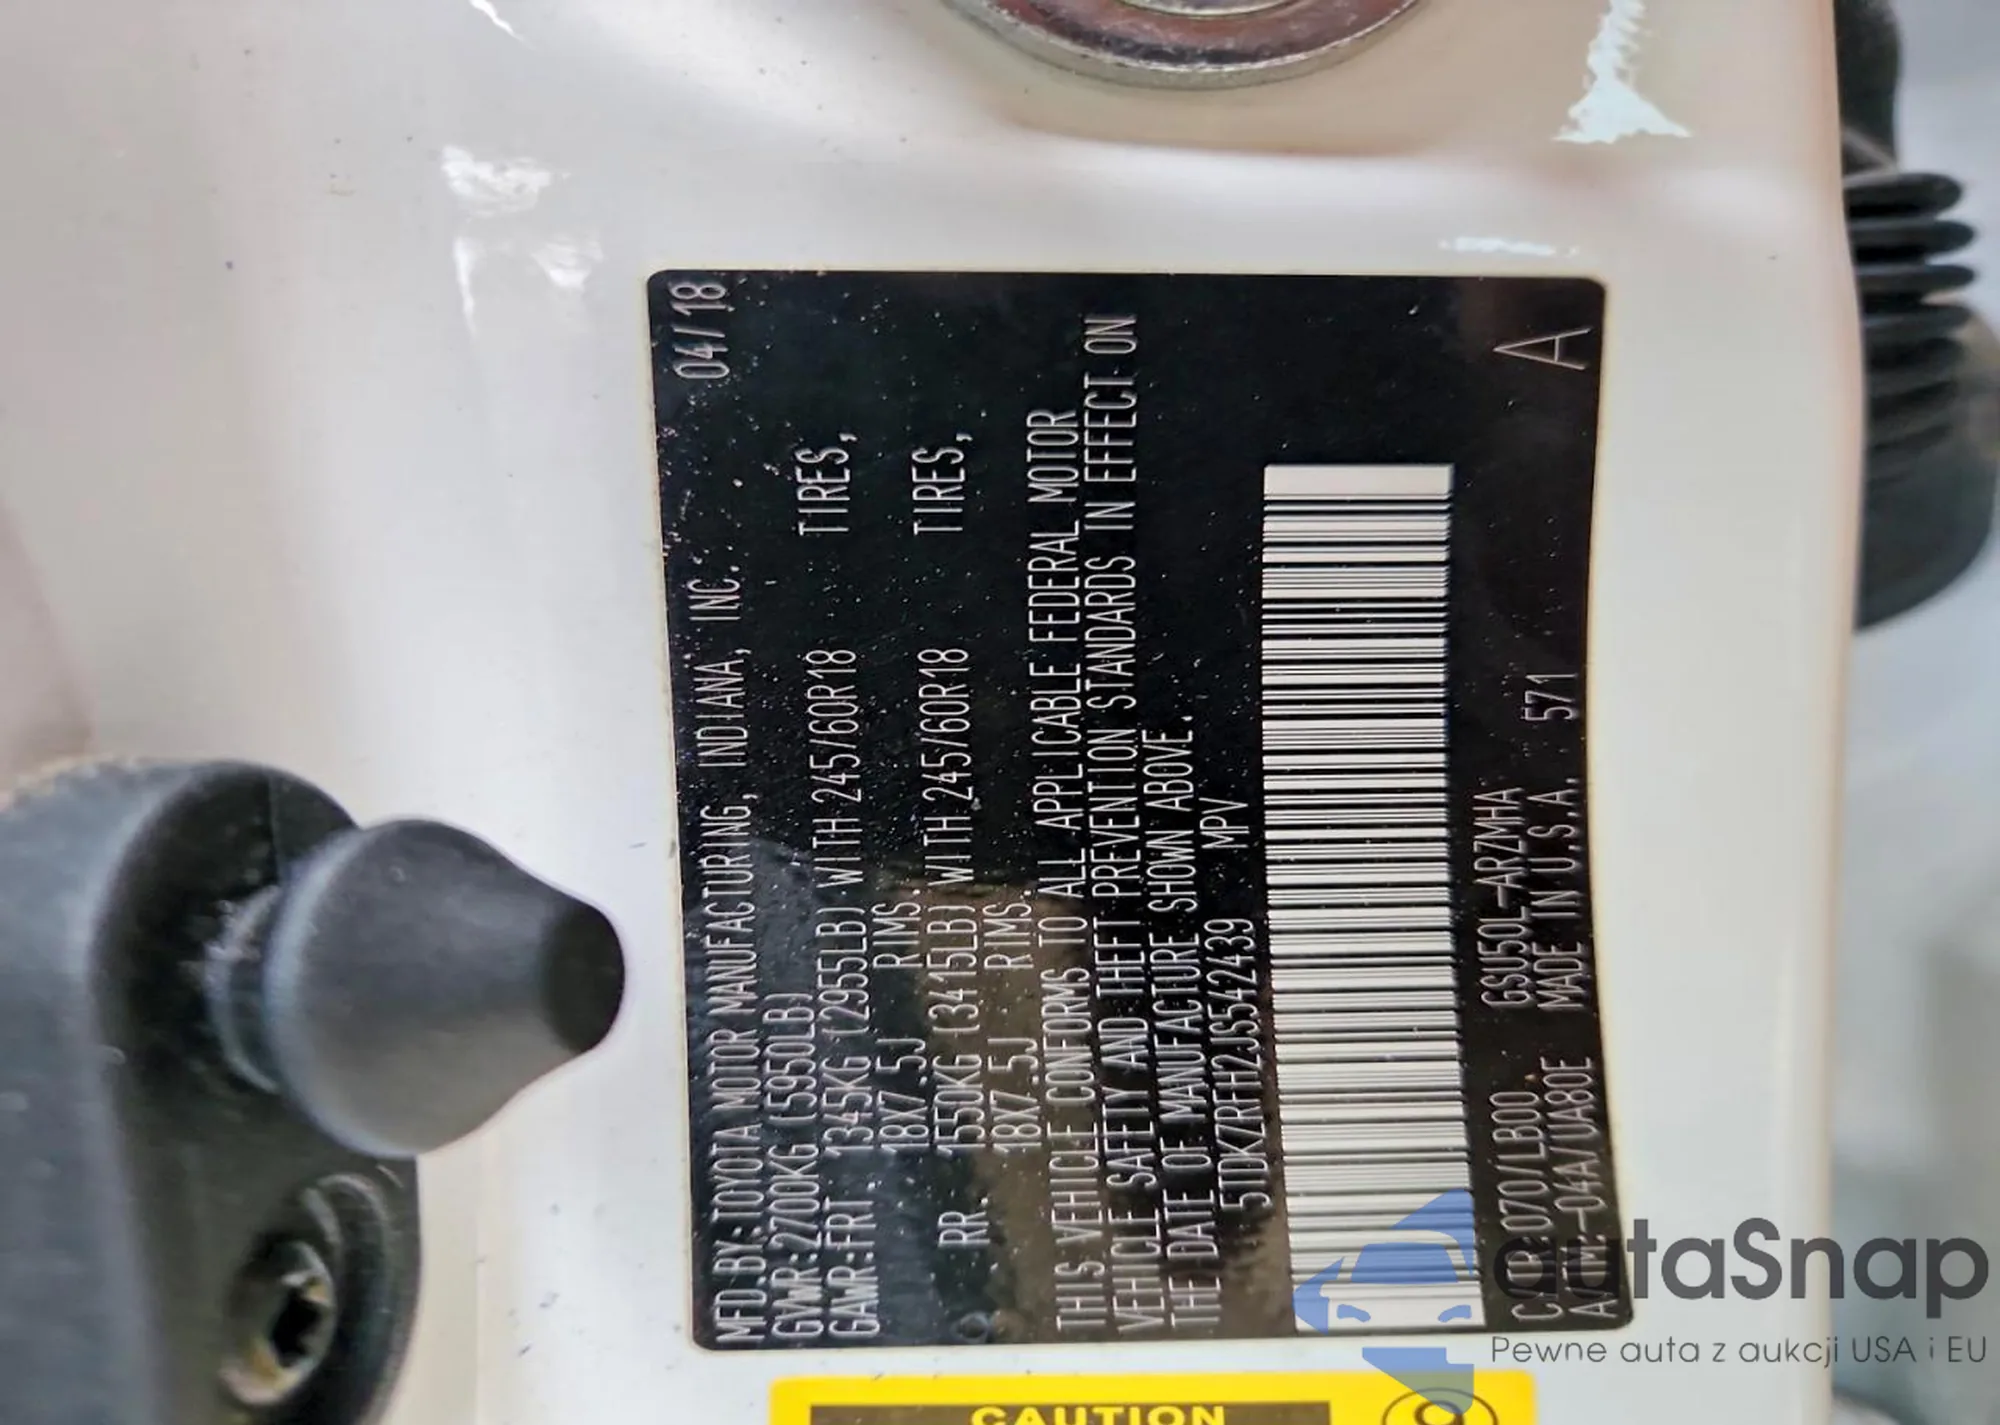 MFD.BY:TOYOTA MOTOR MANUFACTURING, INDIANA, INC. 04/18
GVWR:2700KG (5950LB)
GAWR:FRT. 1345KG (2955LB) WITH 245/60R18 TIRES,
18X7.5J RIMS.
RR. 1550KG (3415LB) WITH 245/60R18 TIRES,
18X7.5J RIMS.
THIS VEHICLE CONFORMS TO ALL APPLICABLE FEDERAL MOTOR
VEHICLE SAFETY AND THEFT PREVENTION STANDARDS IN EFFECT ON
THE DATE OF MANUFACTURE SHOWN ABOVE.
5TDKZRFH2JS542439 MPV
C/TR:070/LB00 GSU50L-ARZMHA
A/TM:-04A/UA80E MADE IN U.S.A. "571 A
CAUTION
autaSnap
Pewne auta z aukcji USA i EU